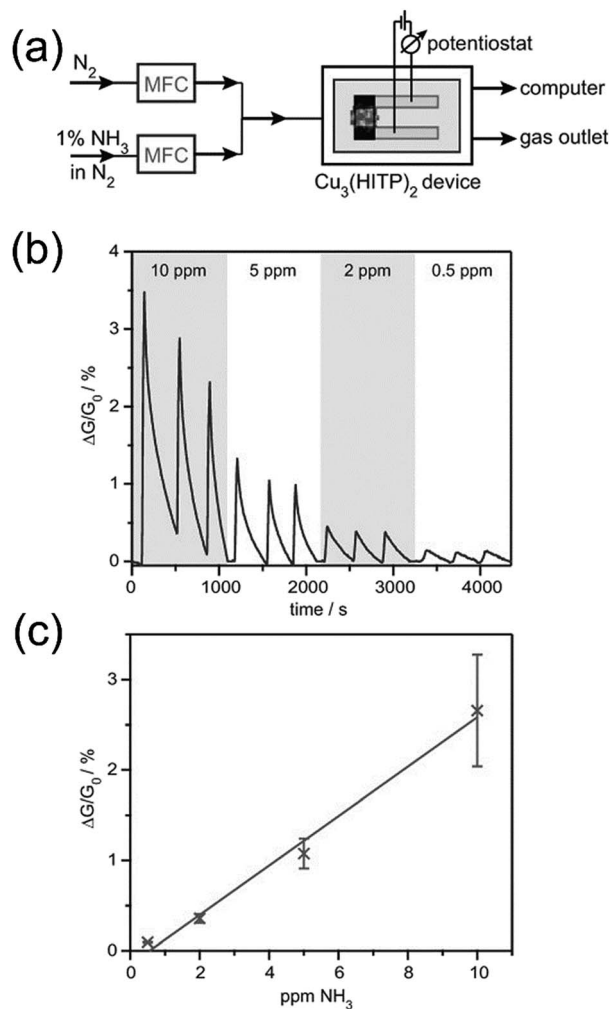 (a)
N₂
MFC
1% NH₃
in N₂
MFC
potentiostat
computer
gas outlet
Cu₃(HITP)₂ device
(b)
ΔG/G₀ / %
4
3
2
1
0
10 ppm
5 ppm
2 ppm
0.5 ppm
0
1000
2000
3000
4000
time / s
(c)
ΔG/G₀ / %
3
2
1
0
0
2
4
6
8
10
ppm NH₃